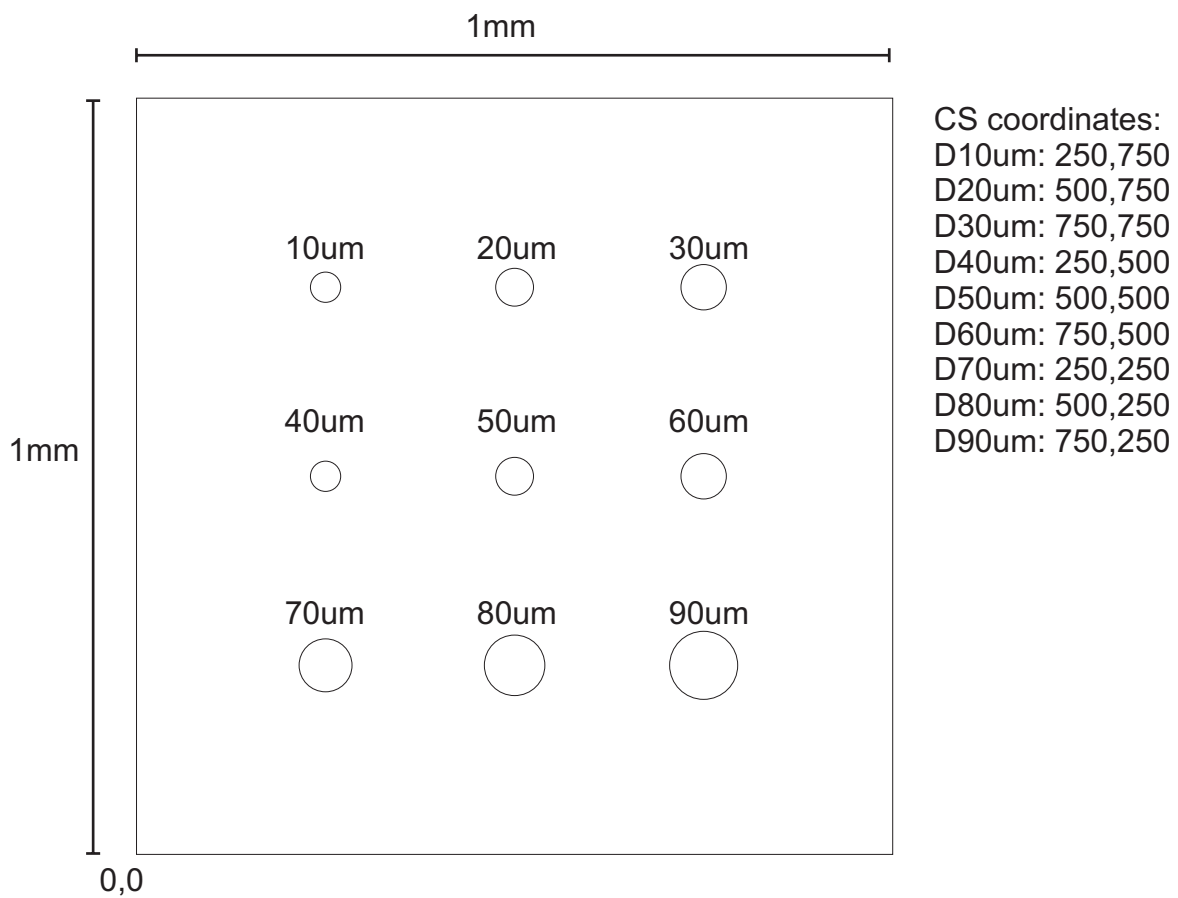 1mm
CS coordinates:
D10um: 250,750
D20um: 500,750
D30um: 750,750
D40um: 250,500
D50um: 500,500
D60um: 750,500
D70um: 250,250
D80um: 500,250
D90um: 750,250
10um 20um 30um
40um 50um 60um
1mm
70um 80um 90um
0,0